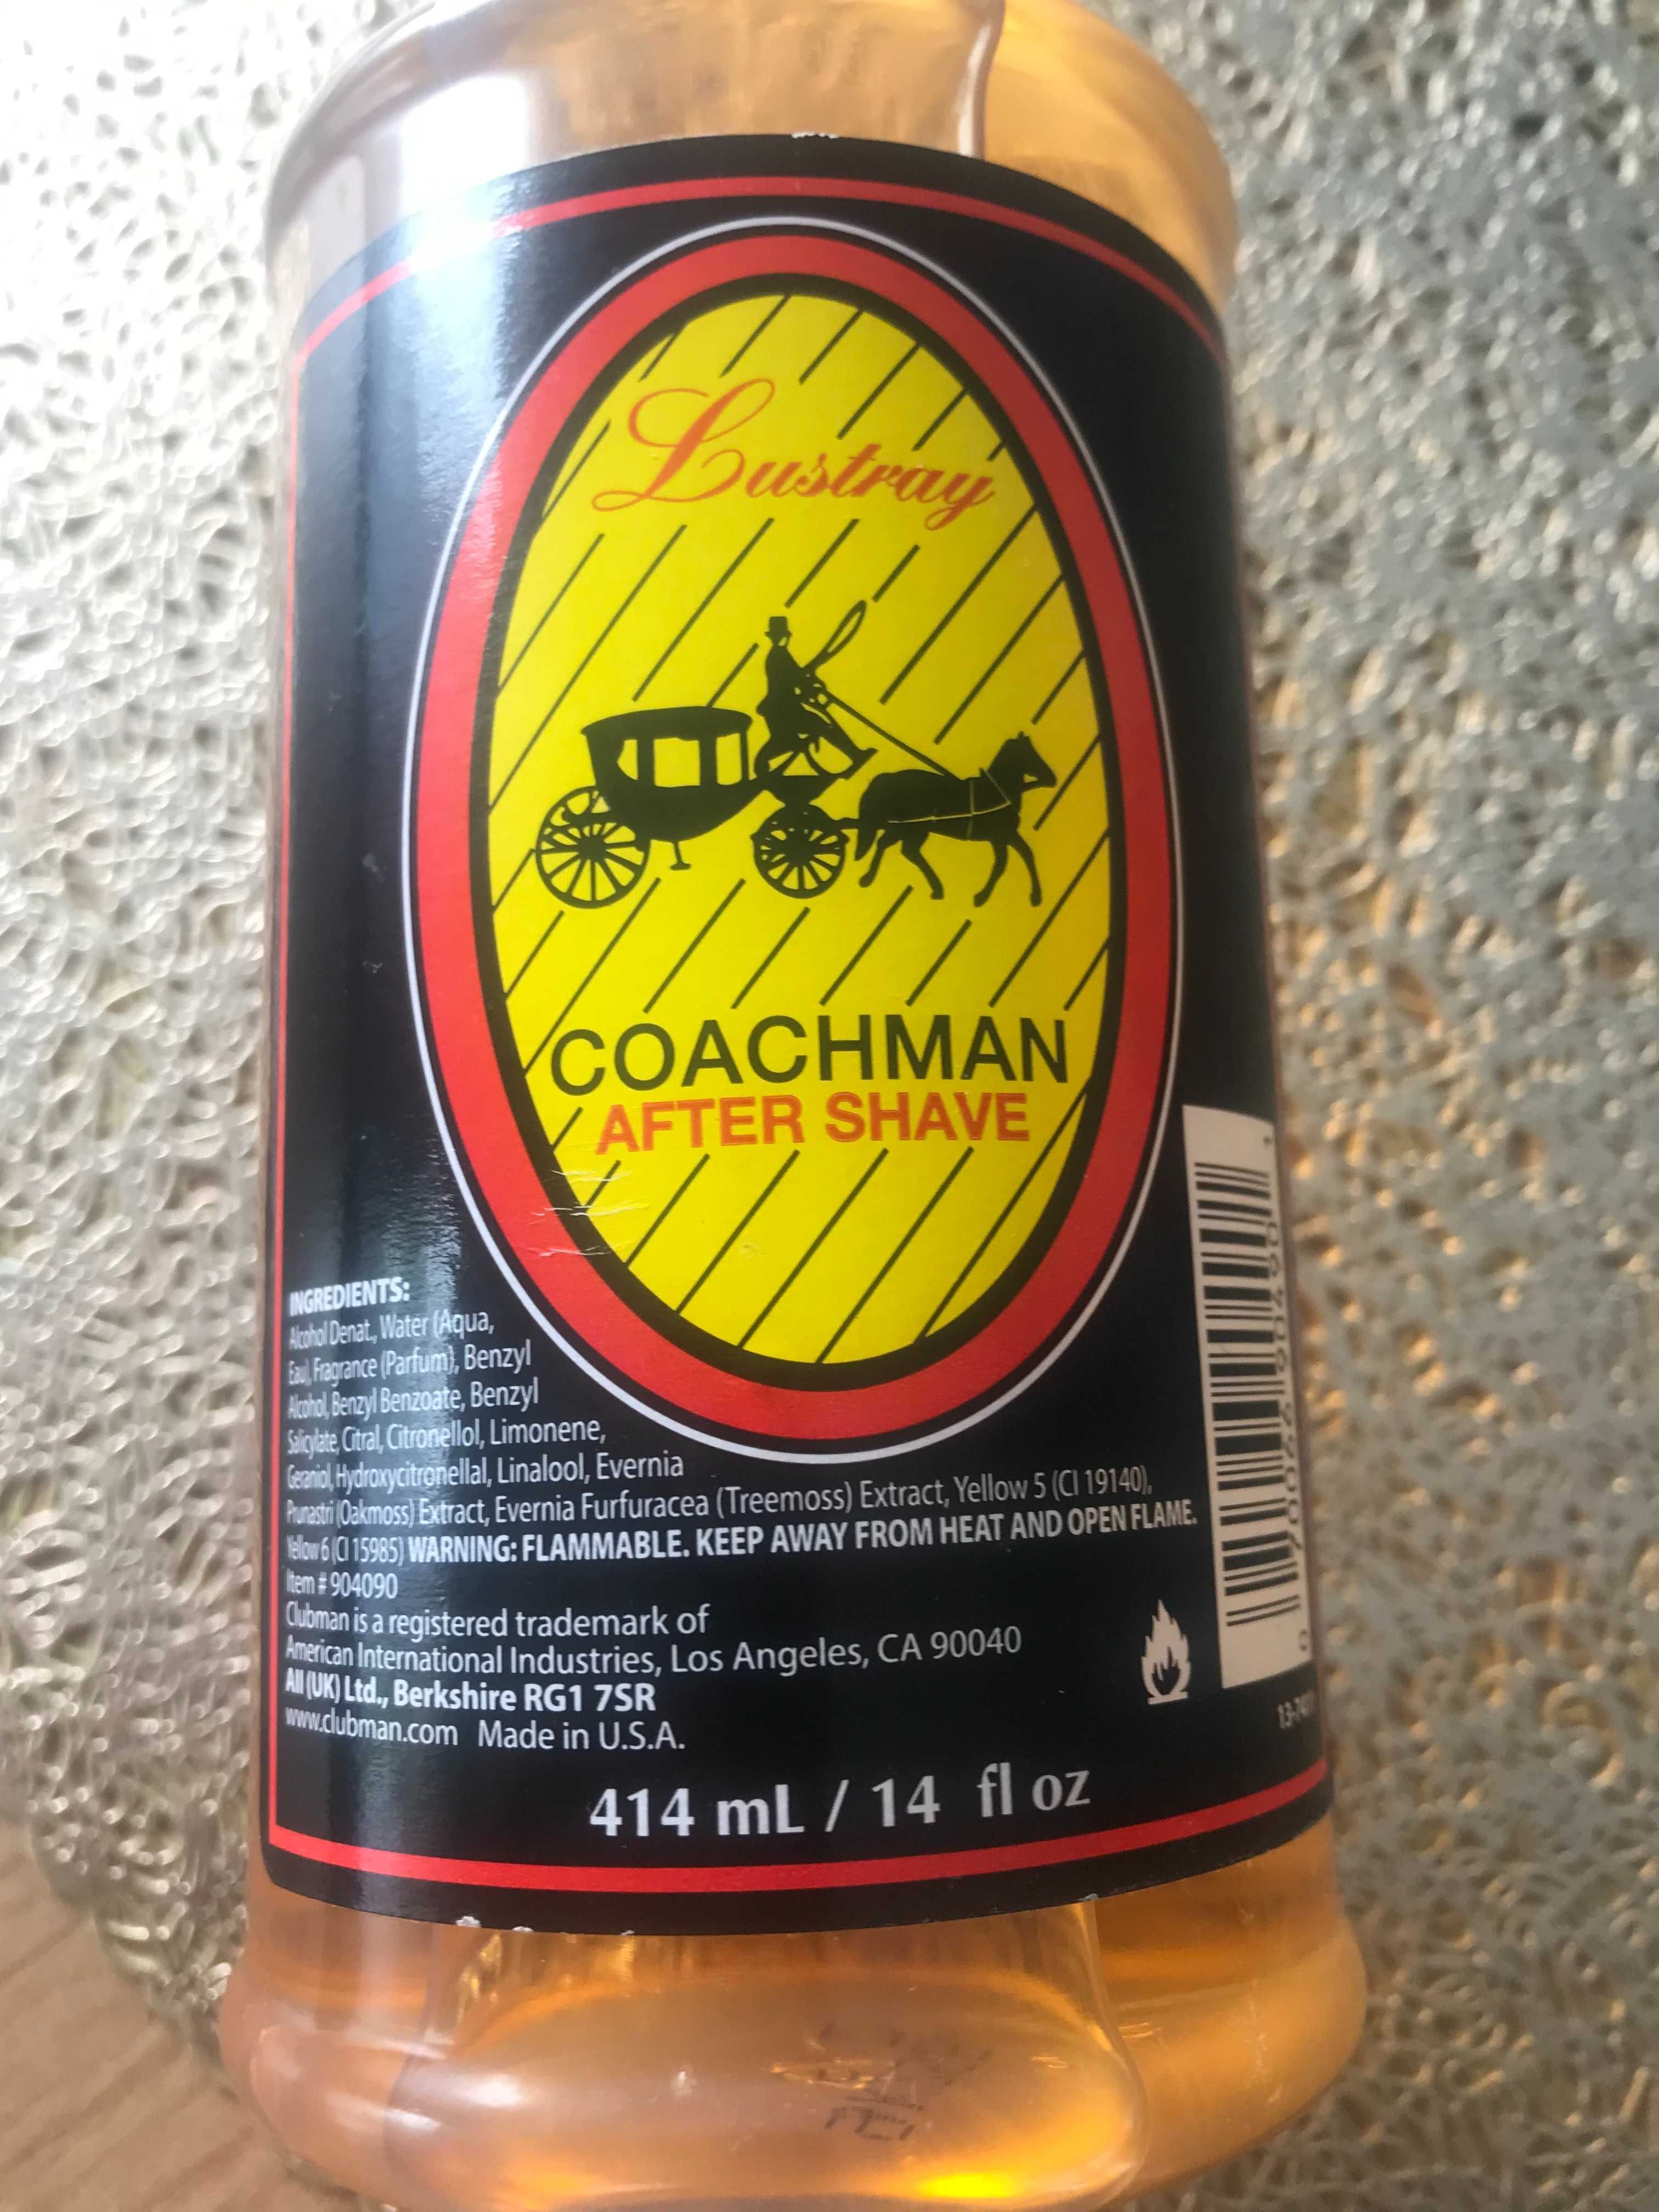 Lustray
COACHMAN
AFTER SHAVE
INGREDIENTS:
Alcohol Denat., Water (Aqua,
Eau), Fragrance (Parfum), Benzyl
Alcohol, Benzyl Benzoate, Benzyl
Salicylate, Citral, Citronellol, Limonene,
Geraniol, Hydroxycitronellal, Linalool, Evernia
Prunastri (Oakmoss) Extract, Evernia Furfuracea (Treemoss) Extract, Yellow 5 (CI 19140),
Yellow 6 (CI 15985) WARNING: FLAMMABLE. KEEP AWAY FROM HEAT AND OPEN FLAME.
Item # 904090
Clubman is a registered trademark of
American International Industries, Los Angeles, CA 90040
AII (UK) Ltd., Berkshire RG1 7SR
www.clubman.com Made in U.S.A.
414 mL / 14 fl oz